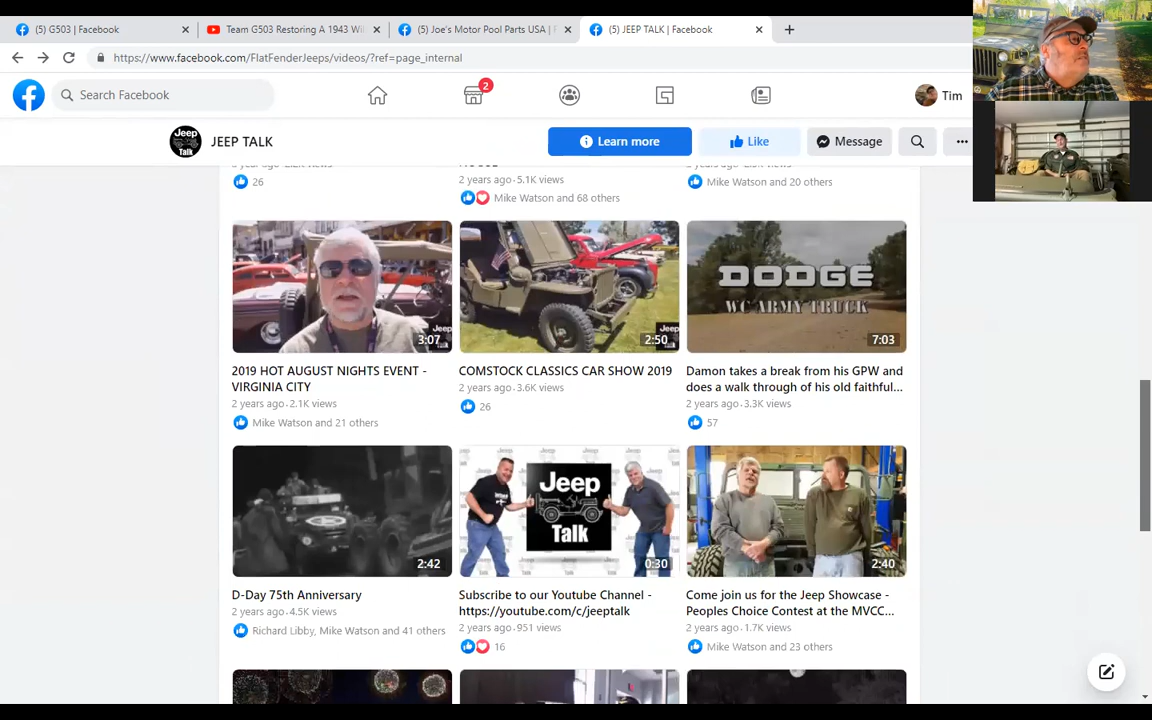 (5) G503 | Facebook
Team G503 Restoring A 1943 Wi
(5) Joe's Motor Pool Parts USA |
(5) JEEP TALK | Facebook
https://www.facebook.com/FlatFenderJeeps/videos/?ref=page_internal
Search Facebook
2
Tim
Jeep Talk
JEEP TALK
Learn more
Like
Message
26
2 years ago · 5.1K views
Mike Watson and 68 others
Mike Watson and 20 others
3:07
Jeep
2:50
Jeep
DODGE
WC ARMY TRUCK
7:03
2019 HOT AUGUST NIGHTS EVENT -
VIRGINIA CITY
2 years ago · 2.1K views
Mike Watson and 21 others
COMSTOCK CLASSICS CAR SHOW 2019
2 years ago · 3.6K views
26
Damon takes a break from his GPW and
does a walk through of his old faithful...
2 years ago · 3.3K views
57
2:42
Jeep
Talk
0:30
2:40
D-Day 75th Anniversary
2 years ago · 4.5K views
Richard Libby, Mike Watson and 41 others
Subscribe to our Youtube Channel -
https://youtube.com/c/jeeptalk
2 years ago · 951 views
16
Come join us for the Jeep Showcase -
Peoples Choice Contest at the MVCC...
2 years ago · 1.7K views
Mike Watson and 23 others